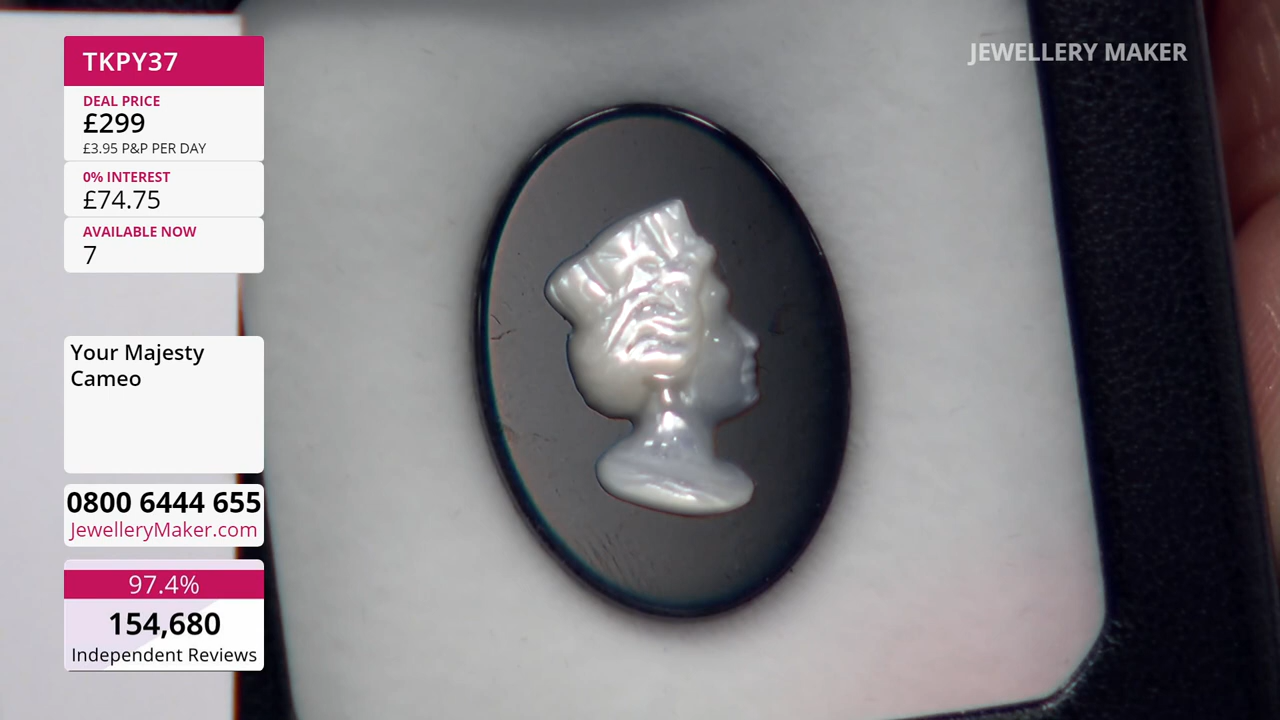 TKPY37
DEAL PRICE
£299
£3.95 P&P PER DAY
0% INTEREST
£74.75
AVAILABLE NOW
7
Your Majesty
Cameo
0800 6444 655
JewelleryMaker.com
97.4%
154,680
Independent Reviews
JEWELLERY MAKER